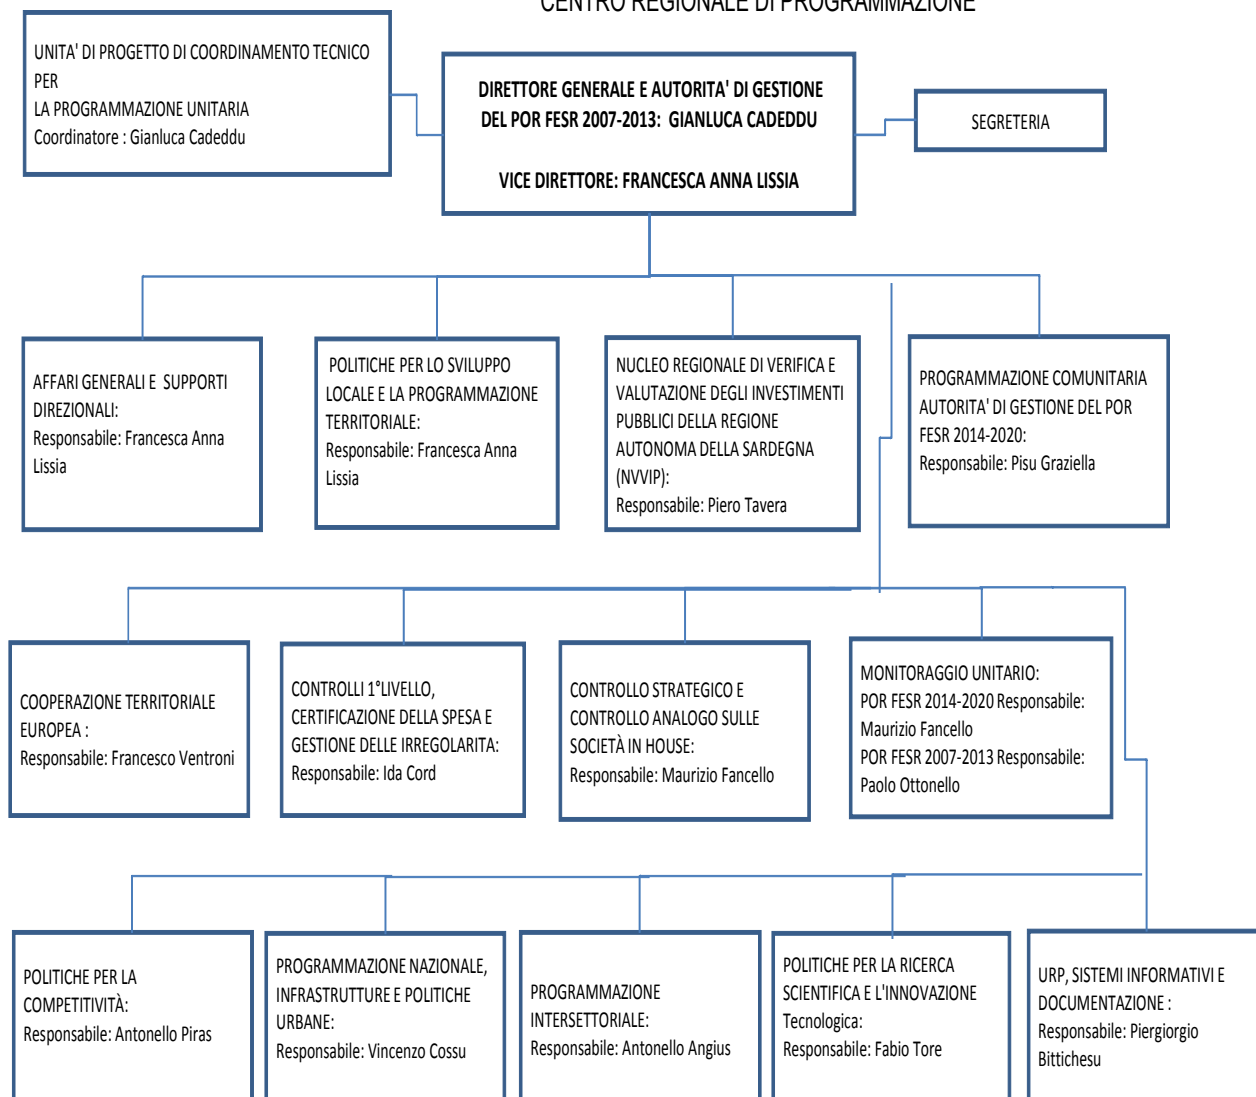 CENTRO REGIONALE DI PROGRAMMAZIONE
UNITA' DI PROGETTO DI COORDINAMENTO TECNICO
PER
LA PROGRAMMAZIONE UNITARIA
Coordinatore : Gianluca Cadeddu
DIRETTORE GENERALE E AUTORITA' DI GESTIONE
DEL POR FESR 2007-2013: GIANLUCA CADEDDU
VICE DIRETTORE: FRANCESCA ANNA LISSIA
SEGRETERIA
AFFARI GENERALI E SUPPORTI
DIREZIONALI:
Responsabile: Francesca Anna
Lissia
POLITICHE PER LO SVILUPPO
LOCALE E LA PROGRAMMAZIONE
TERRITORIALE:
Responsabile: Francesca Anna
Lissia
NUCLEO REGIONALE DI VERIFICA E
VALUTAZIONE DEGLI INVESTIMENTI
PUBBLICI DELLA REGIONE
AUTONOMA DELLA SARDEGNA
(NVVIP):
Responsabile: Piero Tavera
PROGRAMMAZIONE COMUNITARIA
AUTORITA' DI GESTIONE DEL POR
FESR 2014-2020:
Responsabile: Pisu Graziella
COOPERAZIONE TERRITORIALE
EUROPEA :
Responsabile: Francesco Ventroni
CONTROLLI 1°LIVELLO,
CERTIFICAZIONE DELLA SPESA E
GESTIONE DELLE IRREGOLARITA:
Responsabile: Ida Cord
CONTROLLO STRATEGICO E
CONTROLLO ANALOGO SULLE
SOCIETÀ IN HOUSE:
Responsabile: Maurizio Fancello
MONITORAGGIO UNITARIO:
POR FESR 2014-2020 Responsabile:
Maurizio Fancello
POR FESR 2007-2013 Responsabile:
Paolo Ottonello
POLITICHE PER LA
COMPETITIVITÀ:
Responsabile: Antonello Piras
PROGRAMMAZIONE NAZIONALE,
INFRASTRUTTURE E POLITICHE
URBANE:
Responsabile: Vincenzo Cossu
PROGRAMMAZIONE
INTERSETTORIALE:
Responsabile: Antonello Angius
POLITICHE PER LA RICERCA
SCIENTIFICA E L'INNOVAZIONE
Tecnologica:
Responsabile: Fabio Tore
URP, SISTEMI INFORMATIVI E
DOCUMENTAZIONE :
Responsabile: Piergiorgio
Bittichesu